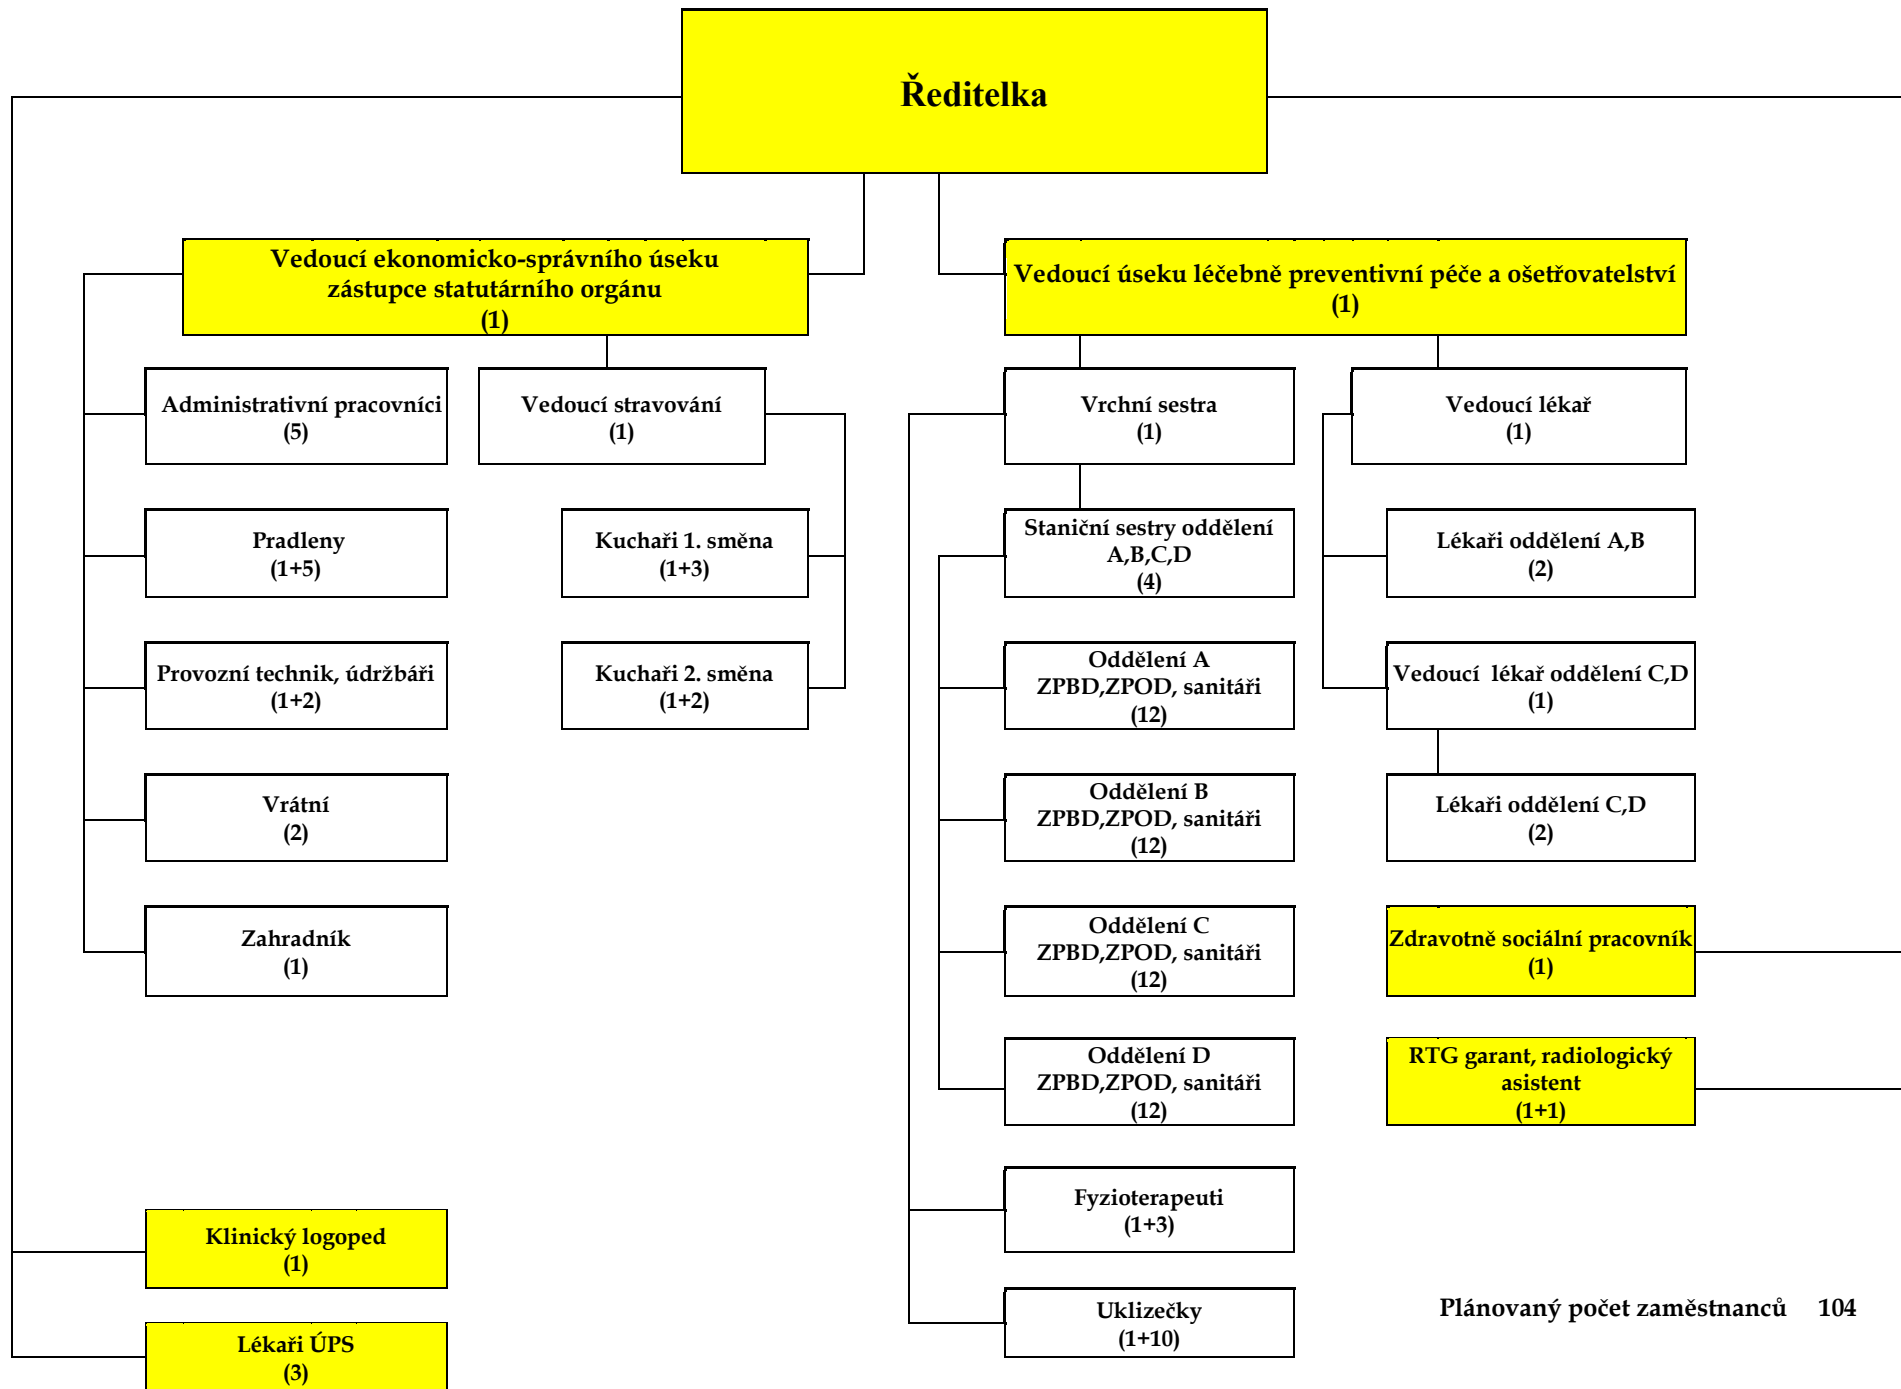 Ředitelka
Vedoucí ekonomicko-správního úseku
zástupce statutárního orgánu
(1)
Vedoucí úseku léčebně preventivní péče a ošetřovatelství
(1)
Administrativní pracovníci
(5)
Vedoucí stravování
(1)
Vrchní sestra
(1)
Vedoucí lékař
(1)
Pradleny
(1+5)
Kuchaři 1. směna
(1+3)
Staniční sestry oddělení
A,B,C,D
(4)
Lékaři oddělení A,B
(2)
Provozní technik, údržbáři
(1+2)
Kuchaři 2. směna
(1+2)
Oddělení A
ZPBD,ZPOD, sanitáři
(12)
Vedoucí lékař oddělení C,D
(1)
Vrátní
(2)
Oddělení B
ZPBD,ZPOD, sanitáři
(12)
Lékaři oddělení C,D
(2)
Zahradník
(1)
Oddělení C
ZPBD,ZPOD, sanitáři
(12)
Zdravotně sociální pracovník
(1)
Oddělení D
ZPBD,ZPOD, sanitáři
(12)
RTG garant, radiologický
asistent
(1+1)
Fyzioterapeuti
(1+3)
Klinický logoped
(1)
Uklizečky
(1+10)
Plánovaný počet zaměstnanců 104
Lékaři ÚPS
(3)